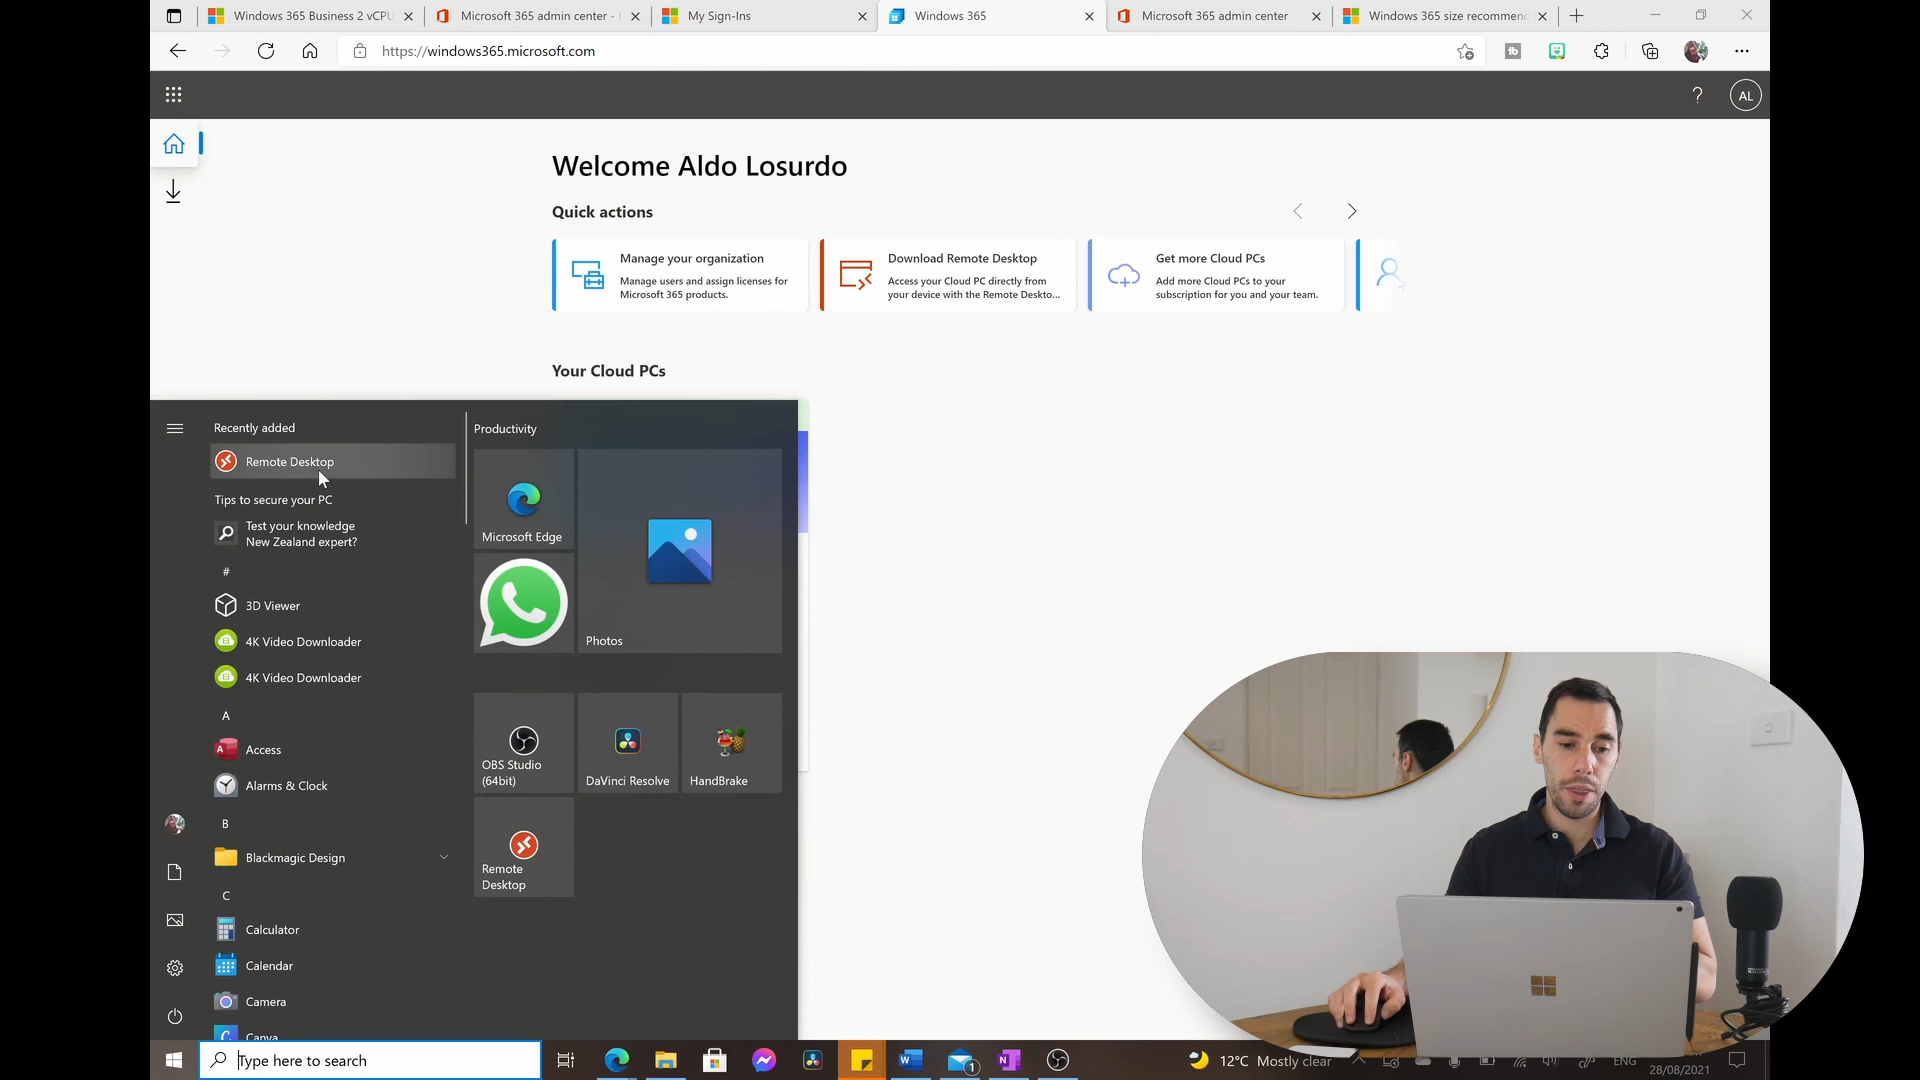 Windows 365 Business 2 vCPU
Microsoft 365 admin center -
My Sign-Ins
Windows 365
Microsoft 365 admin center
Windows 365 size recommen
https://windows365.microsoft.com
?
AL
Welcome Aldo Losurdo
Quick actions
Manage your organization
Manage users and assign licenses for
Microsoft 365 products.
Download Remote Desktop
Access your Cloud PC directly from
your device with the Remote Deskto...
Get more Cloud PCs
Add more Cloud PCs to your
subscription for you and your team.
Your Cloud PCs
Recently added
Remote Desktop
Tips to secure your PC
Test your knowledge
New Zealand expert?
#
3D Viewer
4K Video Downloader
4K Video Downloader
A
Access
Alarms & Clock
B
Blackmagic Design
C
Calculator
Calendar
Camera
Canva
Productivity
Microsoft Edge
Photos
OBS Studio
(64bit)
DaVinci Resolve
HandBrake
Remote
Desktop
Type here to search
1
12°C Mostly clear
ENG
28/08/2021